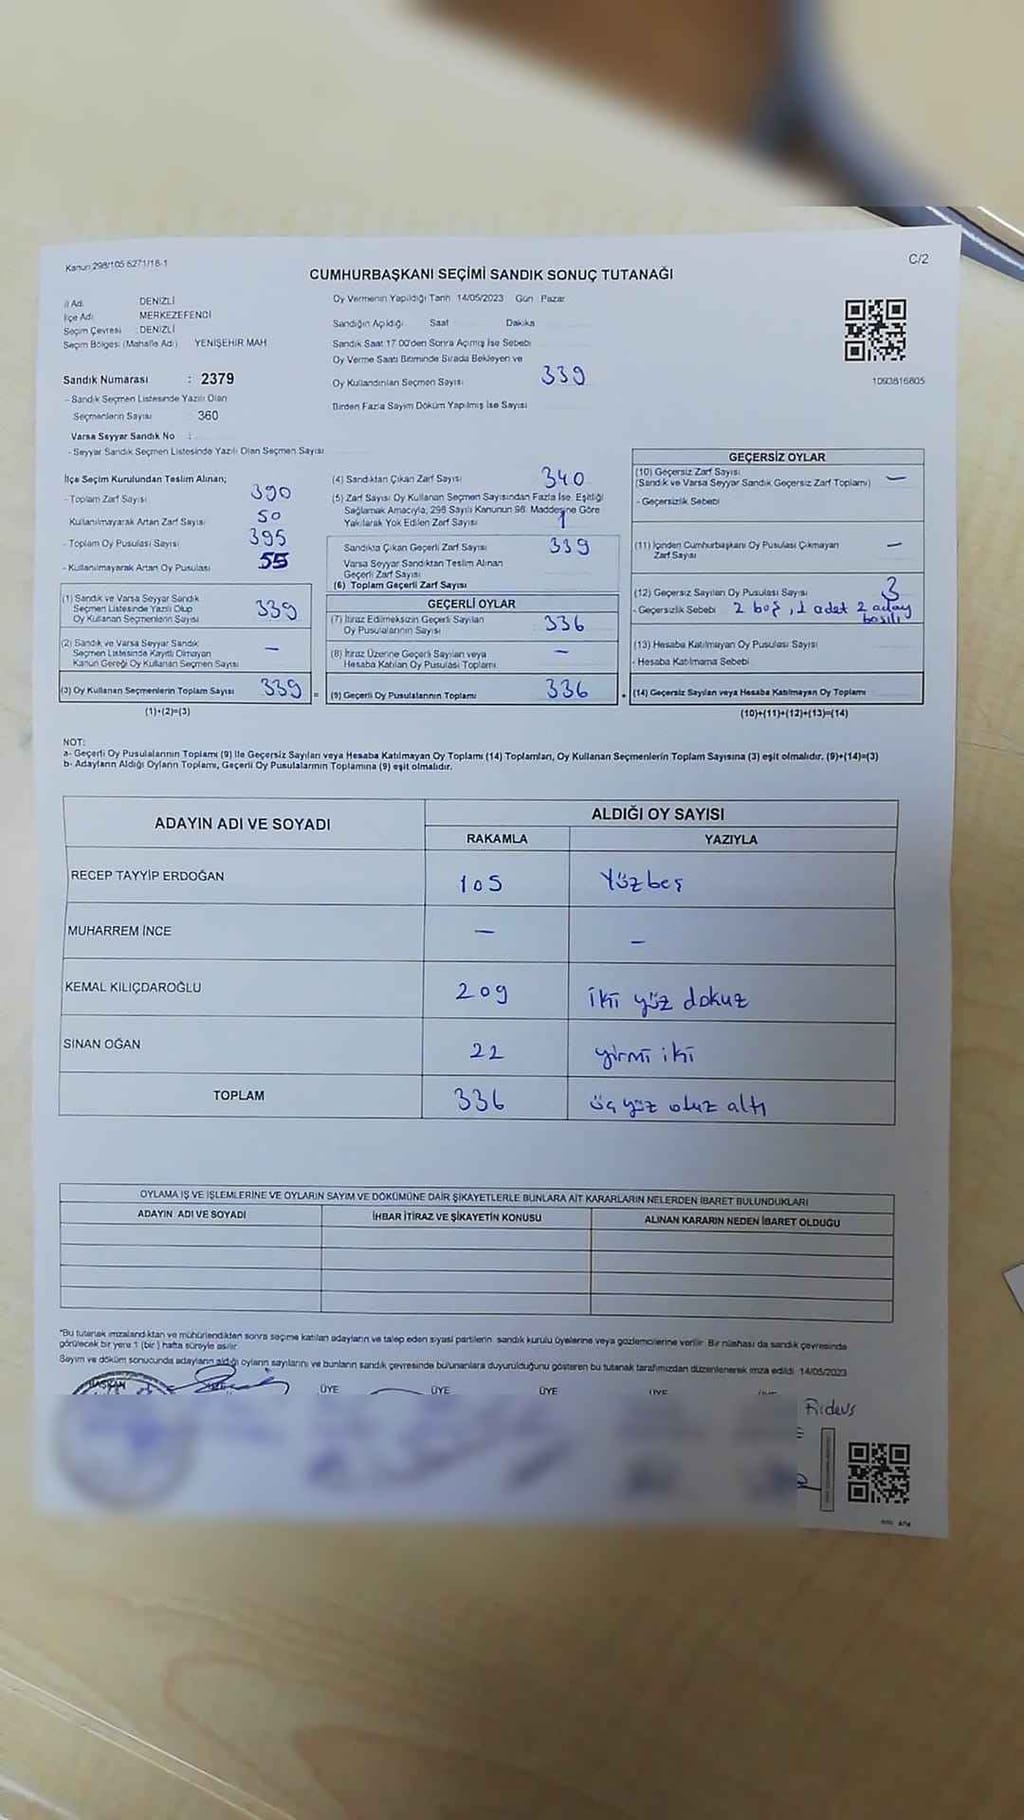 Kanun 298/105 6271/18-1
C/2
CUMHURBAŞKANI SEÇİMİ SANDIK SONUÇ TUTANAĞI
İl Adı DENİZLİ
İlçe Adı MERKEZEFENDİ
Seçim Çevresi : DENİZLİ
Seçim Bölgesi (Mahalle Adı) YENİŞEHİR MAH
Sandık Numarası : 2379
- Sandık Seçmen Listesinde Yazılı Olan
Seçmenlerin Sayısı 360
Varsa Seyyar Sandık No :
- Seyyar Sandık Seçmen Listesinde Yazılı Olan Seçmen Sayısı
Oy Vermenin Yapıldığı Tarih 14/05/2023 Gün Pazar
Sandığın Açıldığı Saat Dakika
Sandık Saat 17 00'den Sonra Açımış İse Sebebi
Oy Verme Saati Bitiminde Sırada Bekleyen ve
Oy Kullandırılan Seçmen Sayısı 339
Birden Fazla Sayım Döküm Yapılmış İse Sayısı
1093816805
İlçe Seçim Kurulundan Teslim Alınan;
- Toplam Zarf Sayısı 390
Kullanılmayarak Artan Zarf Sayısı 50
- Toplam Oy Pusulası Sayısı 395
- Kullanılmayarak Artan Oy Pusulası 55
(1) Sandık ve Varsa Seyyar Sandık
Seçmen Listesinde Yazılı Olup
Oy Kullanan Seçmenlerin Sayısı 339
(2) Sandık ve Varsa Seyyar Sandık
Seçmen Listesinde Kayıtlı Olmayan
Kanun Gereği Oy Kullanan Seçmen Sayısı —
(3) Oy Kullanan Seçmenlerin Toplam Sayısı 339 =
(1)+(2)=(3)
(4) Sandıktan Çıkan Zarf Sayısı 340
(5) Zarf Sayısı Oy Kullanan Seçmen Sayısından Fazla İse, Eşitliği
Sağlamak Amacıyla, 298 Sayılı Kanunun 98. Maddesine Göre
Yakılarak Yok Edilen Zarf Sayısı 1
Sandıkta Çıkan Geçerli Zarf Sayısı 339
Varsa Seyyar Sandıktan Teslim Alınan
Geçerli Zarf Sayısı
(6) Toplam Geçerli Zarf Sayısı
GEÇERLİ OYLAR
(7) İtiraz Edilmeksizin Geçerli Sayılan
Oy Pusulalarının Sayısı 336
(8) İtiraz Üzerine Geçerli Sayılan veya
Hesaba Katılan Oy Pusulası Toplamı —
(9) Geçerli Oy Pusulalarının Toplamı 336 +
GEÇERSİZ OYLAR
(10) Geçersiz Zarf Sayısı
(Sandık ve Varsa Seyyar Sandık Geçersiz Zarf Toplamı) —
- Geçersizlik Sebebi
(11) İçinden Cumhurbaşkanı Oy Pusulası Çıkmayan
Zarf Sayısı —
(12) Geçersiz Sayılan Oy Pusulası Sayısı 3
- Geçersizlik Sebebi 2 boş, 1 adet 2 aday
basılı
(13) Hesaba Katılmayan Oy Pusulası Sayısı
- Hesaba Katılmama Sebebi
(14) Geçersiz Sayılan veya Hesaba Katılmayan Oy Toplamı
(10)+(11)+(12)+(13)=(14)
NOT:
a- Geçerli Oy Pusulalarının Toplamı (9) ile Geçersiz Sayılan veya Hesaba Katılmayan Oy Toplamı (14) Toplamları, Oy Kullanan Seçmenlerin Toplam Sayısına (3) eşit olmalıdır. (9)+(14)=(3)
b- Adayların Aldığı Oyların Toplamı, Geçerli Oy Pusulalarının Toplamına (9) eşit olmalıdır.
ADAYIN ADI VE SOYADI
ALDIĞI OY SAYISI
RAKAMLA YAZIYLA
RECEP TAYYİP ERDOĞAN 105 Yüzbeş
MUHARREM İNCE — —
KEMAL KILIÇDAROĞLU 209 iki yüz dokuz
SİNAN OĞAN 22 yirmi iki
TOPLAM 336 üç yüz otuz altı
OYLAMA İŞ VE İŞLEMLERİNE VE OYLARIN SAYIM VE DÖKÜMÜNE DAİR ŞİKAYETLERLE BUNLARA AİT KARARLARIN NELERDEN İBARET BULUNDUKLARI
ADAYIN ADI VE SOYADI İHBAR İTİRAZ VE ŞİKAYETİN KONUSU ALINAN KARARIN NEDEN İBARET OLDUĞU
*Bu tutanak imzalandıktan ve mühürlendikten sonra seçime katılan adayların ve talep eden siyasi partilerin sandık kurulu üyelerine veya gözlemcilerine verilir. Bir nüshası da sandık çevresinde
görülecek bir yere 1 (bir) hafta süreyle asılır.
Sayım ve döküm sonucunda adayların aldığı oyların sayılarını ve bunların sandık çevresinde bulunanlara duyurulduğunu gösteren bu tutanak tarafımızdan düzenlenerek imza edildi. 14/05/2023
BAŞKAN ÜYE ÜYE ÜYE ÜYE